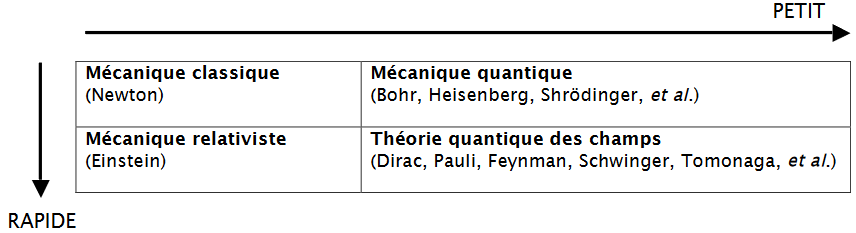 PETIT
Mécanique classique
(Newton)
Mécanique quantique
(Bohr, Heisenberg, Shrödinger, et al.)
Mécanique relativiste
(Einstein)
Théorie quantique des champs
(Dirac, Pauli, Feynman, Schwinger, Tomonaga, et al.)
RAPIDE